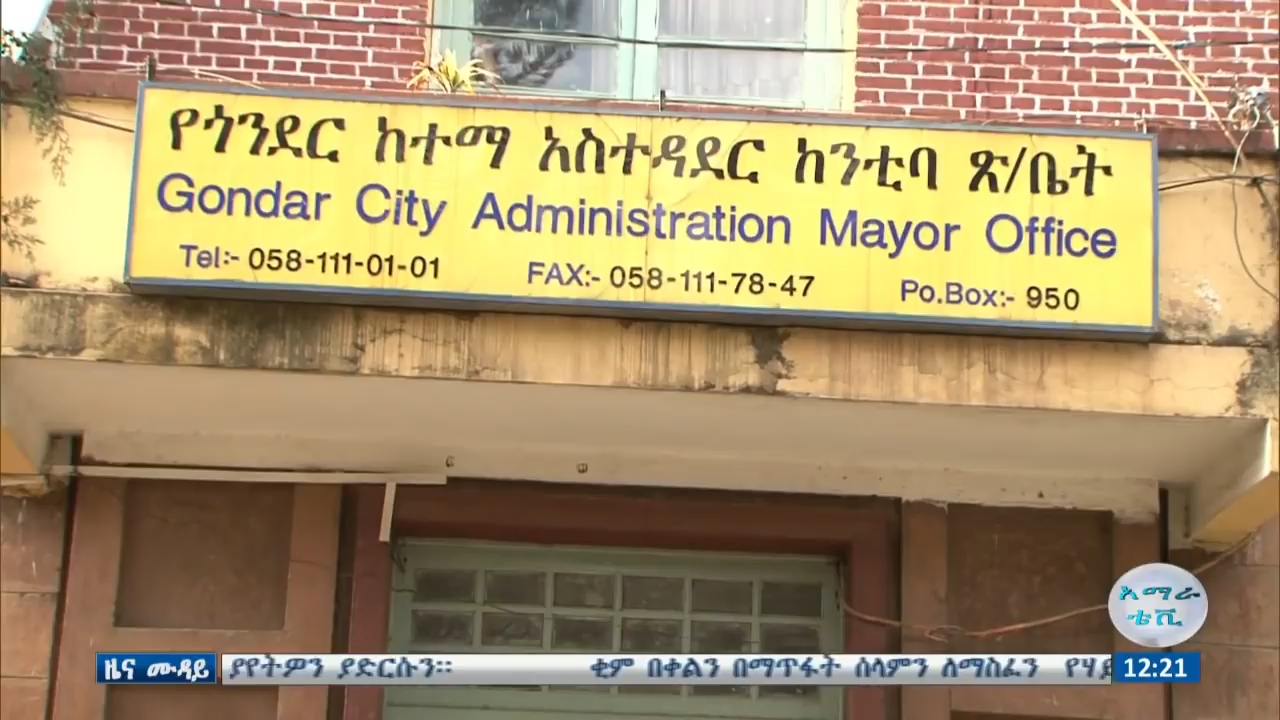 የጎንደር ከተማ አስተዳደር ከንቲባ ጽ/ቤት
Gondar City Administration Mayor Office
Tel:- 058-111-01-01 FAX:- 058-111-78-47 Po.Box:- 950
አማራ
ቴቪ
ዜና ሙዳይ ያየትዎን ያድርሱን። ቂም በቀልን በማጥፋት ሰላምን ለማስፈን 12:21